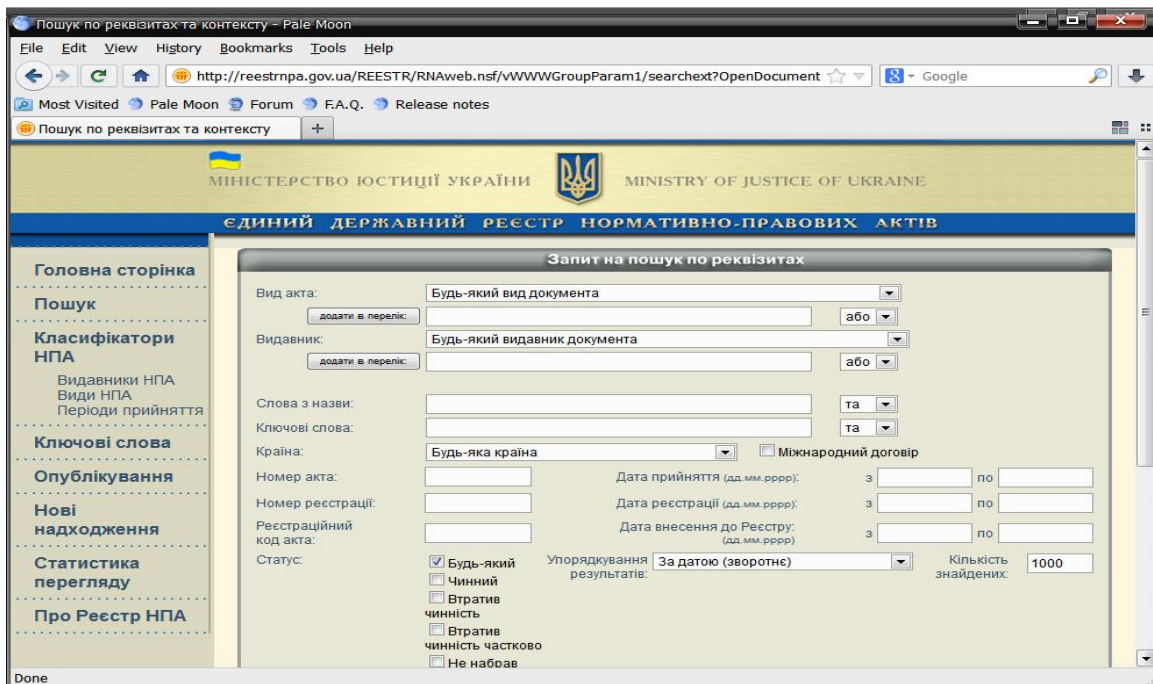 Пошук по реквізитах та контексту - Pale Moon
File Edit View History Bookmarks Tools Help
http://reestrnpa.gov.ua/REESTR/RNAweb.nsf/vWWWGroupParam1/searchext?OpenDocument Google
Most Visited Pale Moon Forum F.A.Q. Release notes
Пошук по реквізитах та контексту
МІНІСТЕРСТВО ЮСТИЦІЇ УКРАЇНИ MINISTRY OF JUSTICE OF UKRAINE
ЄДИНИЙ ДЕРЖАВНИЙ РЕЄСТР НОРМАТИВНО-ПРАВОВИХ АКТІВ
Головна сторінка
Пошук
Класифікатори
НПА
Видавники НПА
Види НПА
Періоди прийняття
Ключові слова
Опублікування
Нові
надходження
Статистика
перегляду
Про Реєстр НПА
Запит на пошук по реквізитах
Вид акта: Будь-який вид документа
додати в перелік: або
Видавник: Будь-який видавник документа
додати в перелік: або
Слова з назви: та
Ключові слова: та
Країна: Будь-яка країна Міжнародний договір
Номер акта: Дата прийняття (дд.мм.рррр): з по
Номер реєстрації: Дата реєстрації (дд.мм.рррр): з по
Реєстраційний
код акта:
Дата внесення до Реєстру:
(дд.мм.рррр)
з по
Статус:
Будь-який
Чинний
Втратив
чинність
Втратив
чинність частково
Не набрав
Упорядкування
результатів:
За датою (зворотнє)
Кількість
знайдених:
1000
Done